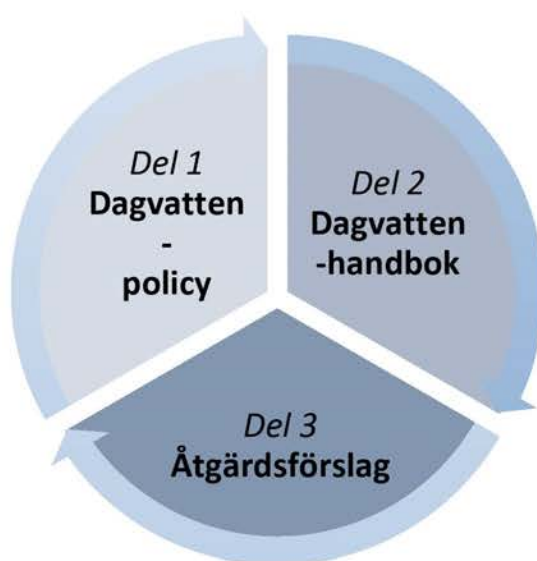 Del 1
Dagvatten
-
policy
Del 2
Dagvatten
-handbok
Del 3
Åtgärdsförslag